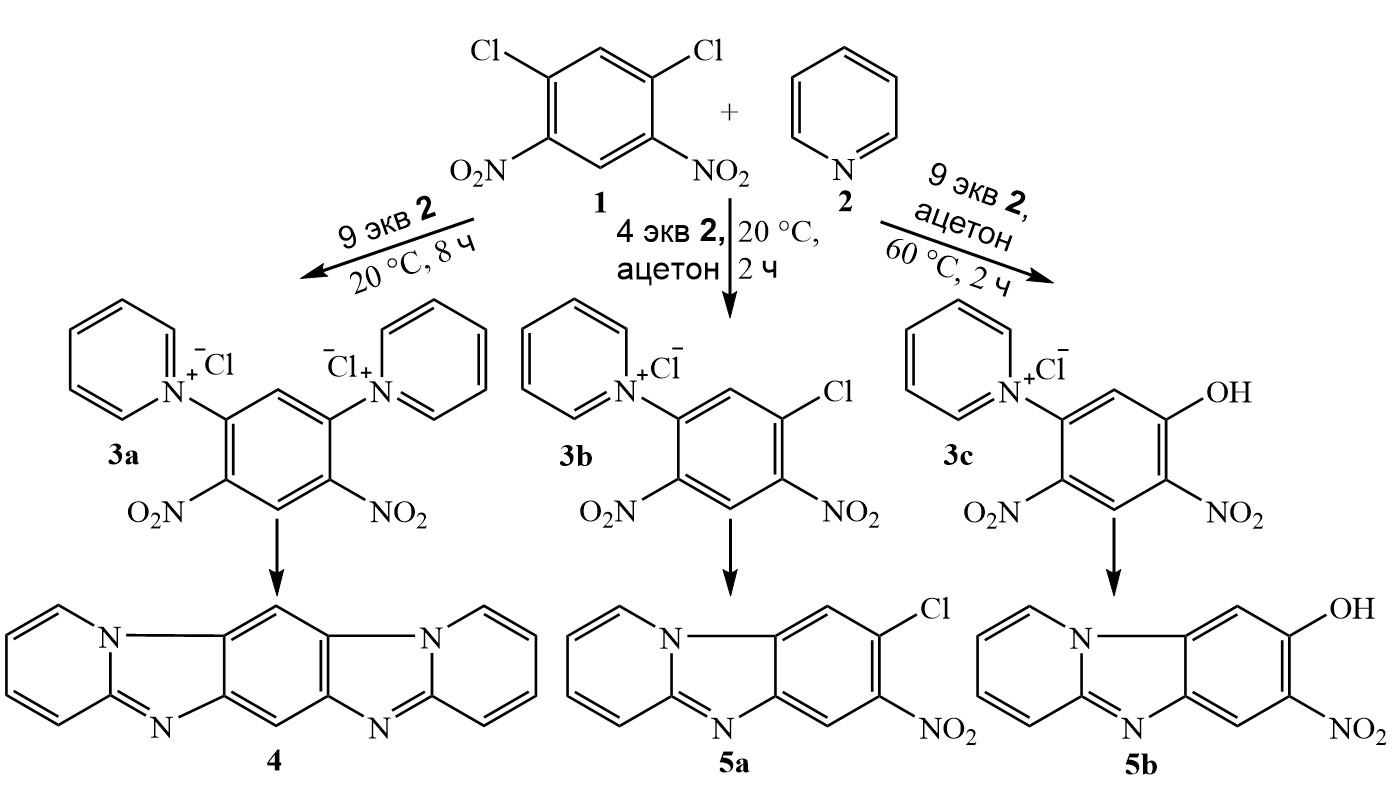 Cl Cl
+
O₂N NO₂ N
1 2
9 экв 2
20 °C, 8 ч
4 экв 2, 20 °C,
ацетон 2 ч
9 экв 2,
ацетон
60 °C, 2 ч
N + −Cl −Cl + N
3a
O₂N NO₂
N + Cl− Cl
3b
O₂N NO₂
N + Cl− OH
3c
O₂N NO₂
N N
N N
4
N Cl
N NO₂
5a
N OH
N NO₂
5b